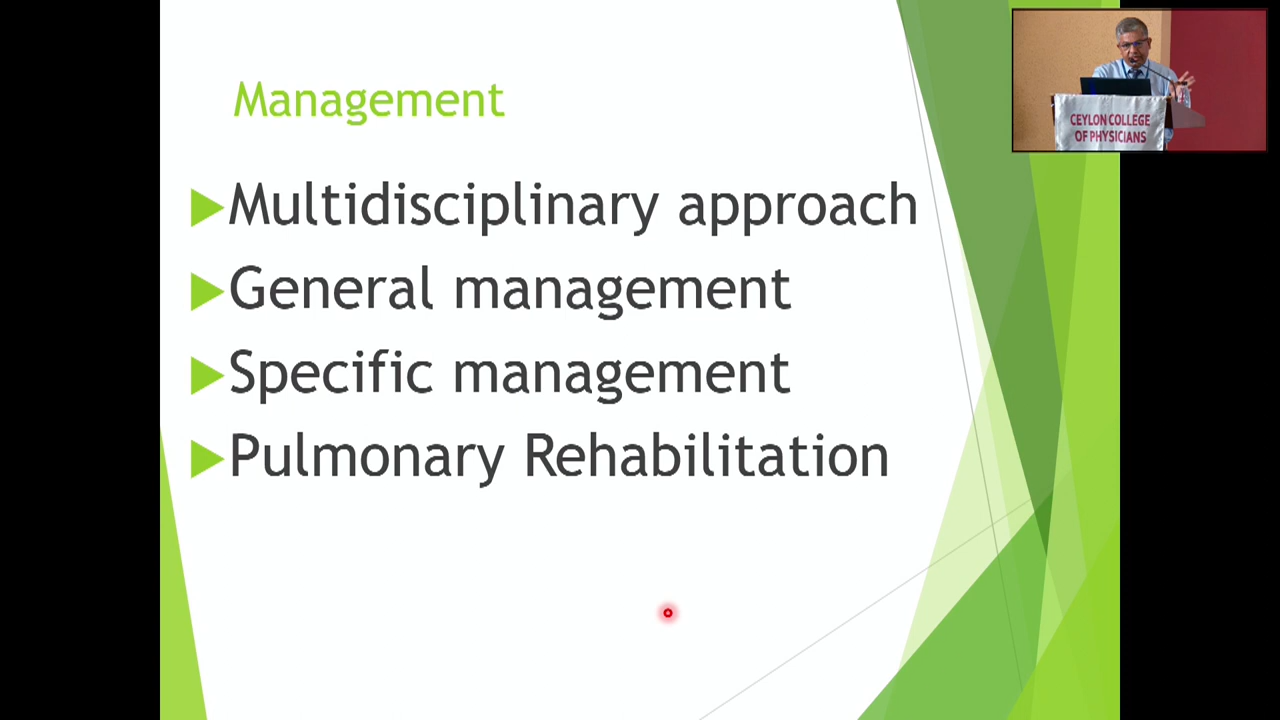 Management
Multidisciplinary approach
General management
Specific management
Pulmonary Rehabilitation
CEYLON COLLEGE
OF PHYSICIANS